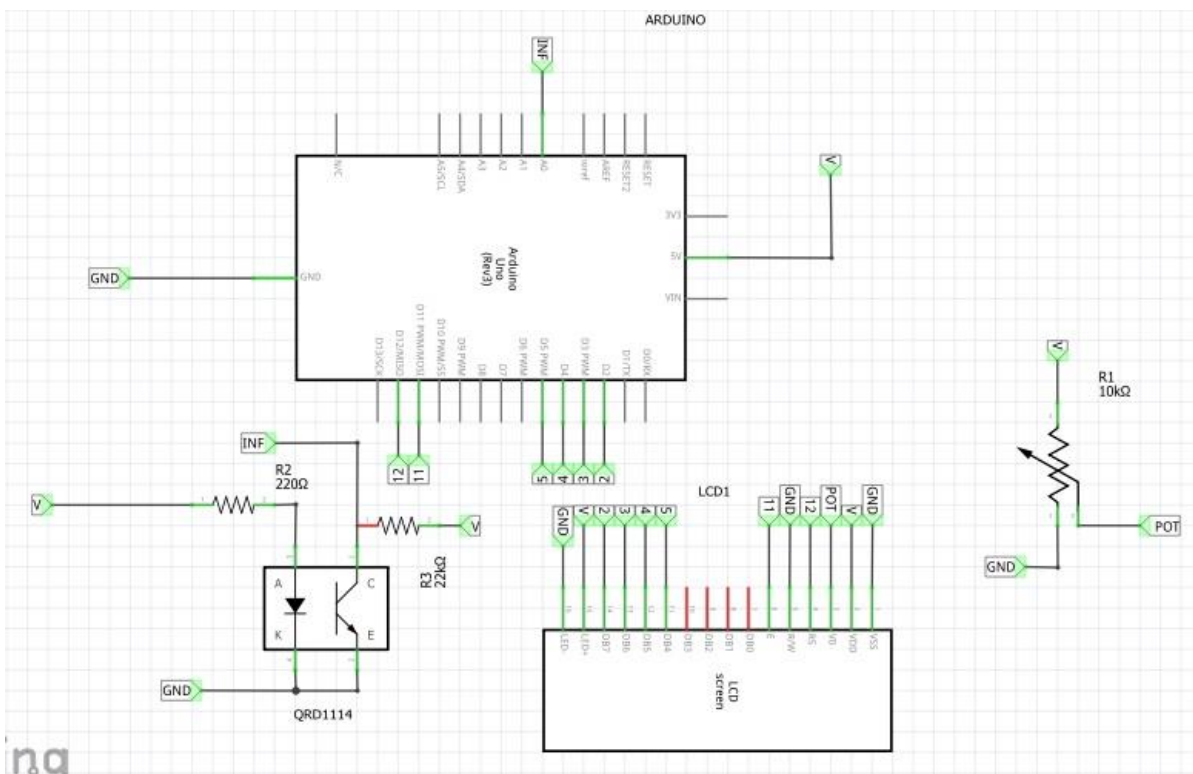 ARDUINO
INF
N/C
A5/SCL
A4/SDA
A3
A2
A1
A0
ioref
AREF
RESET2
RESET
V
3V3
5V
VIN
GND
GND
Arduino
Uno
(Rev3)
D13/SCK
D12/MISO
D11 PWM/MOSI
D10 PWM/SS
D9 PWM
D8
D7
D6 PWM
D5 PWM
D4
D3 PWM
D2
D1/TX
D0/RX
12
11
5
4
3
2
INF
R2
220Ω
V
V
R3
22kΩ
A
C
K
E
GND
QRD1114
LCD1
GND
V
2
3
4
5
11
GND
12
POT
V
GND
LED-
LED+
DB7
DB6
DB5
DB4
DB3
DB2
DB1
DB0
E
R/W
RS
V0
VDD
VSS
LCD
screen
V
R1
10kΩ
POT
GND
ng